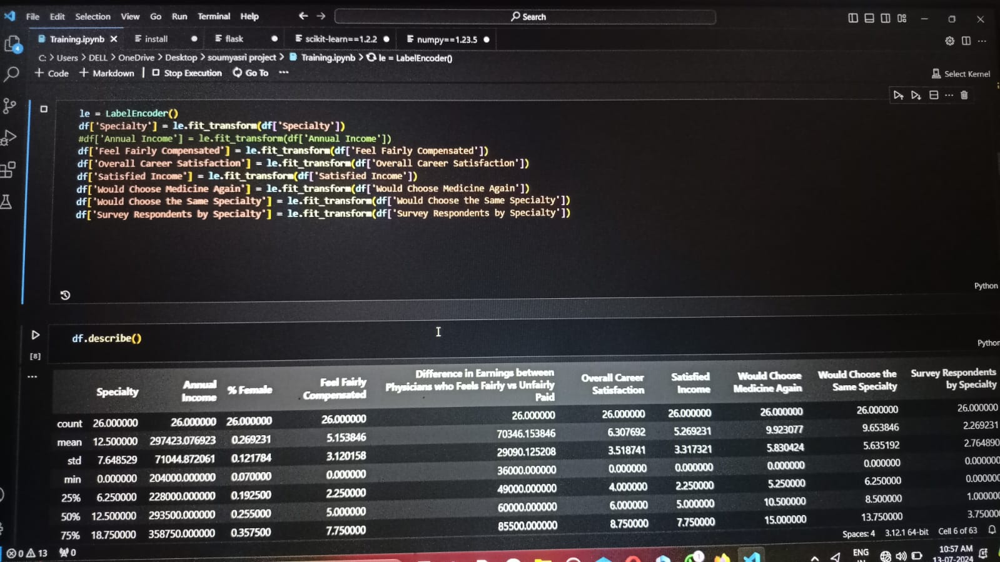 File Edit Selection View Go Run Terminal Help
Search
Training.ipynb
install
flask
scikit-learn==1.2.2
numpy==1.23.5
C: > Users > DELL > OneDrive > Desktop > soumyasri project > Training.ipynb > le = LabelEncoder()
+ Code + Markdown | Stop Execution Go To ...
Select Kernel
le = LabelEncoder()
df['Specialty'] = le.fit_transform(df['Specialty'])
#df['Annual Income'] = le.fit_transform(df['Annual Income'])
df['Feel Fairly Compensated'] = le.fit_transform(df['Feel Fairly Compensated'])
df['Overall Career Satisfaction'] = le.fit_transform(df['Overall Career Satisfaction'])
df['Satisfied Income'] = le.fit_transform(df['Satisfied Income'])
df['Would Choose Medicine Again'] = le.fit_transform(df['Would Choose Medicine Again'])
df['Would Choose the Same Specialty'] = le.fit_transform(df['Would Choose the Same Specialty'])
df['Survey Respondents by Specialty'] = le.fit_transform(df['Survey Respondents by Specialty'])
Python
df.describe()
[8]
Python
...
Specialty Annual Income % Female Feel Fairly Compensated Difference in Earnings between Physicians who Feels Fairly vs Unfairly Paid Overall Career Satisfaction Satisfied Income Would Choose Medicine Again Would Choose the Same Specialty Survey Respondents by Specialty
count 26.000000 26.000000 26.000000 26.000000 26.000000 26.000000 26.000000 26.000000 26.000000 26.000000
mean 12.500000 297423.076923 0.269231 5.153846 70346.153846 6.307692 5.269231 9.923077 9.653846 2.269231
std 7.648529 71044.872061 0.121784 3.120158 29090.125208 3.518741 3.317321 5.830424 5.635192 2.764890
min 0.000000 204000.000000 0.070000 0.000000 36000.000000 0.000000 0.000000 0.000000 0.000000 0.000000
25% 6.250000 228000.000000 0.192500 2.250000 49000.000000 4.000000 2.250000 5.250000 6.250000 0.000000
50% 12.500000 293500.000000 0.255000 5.000000 60000.000000 6.000000 5.000000 10.500000 8.500000 1.00000
75% 18.750000 358750.000000 0.357500 7.750000 85500.000000 8.750000 7.750000 15.000000 13.750000 3.75000
Spaces: 4 3.12.1 64-bit Cell 6 of 63
0 13 0
ENG
IN
10:57 AM
13-07-2024